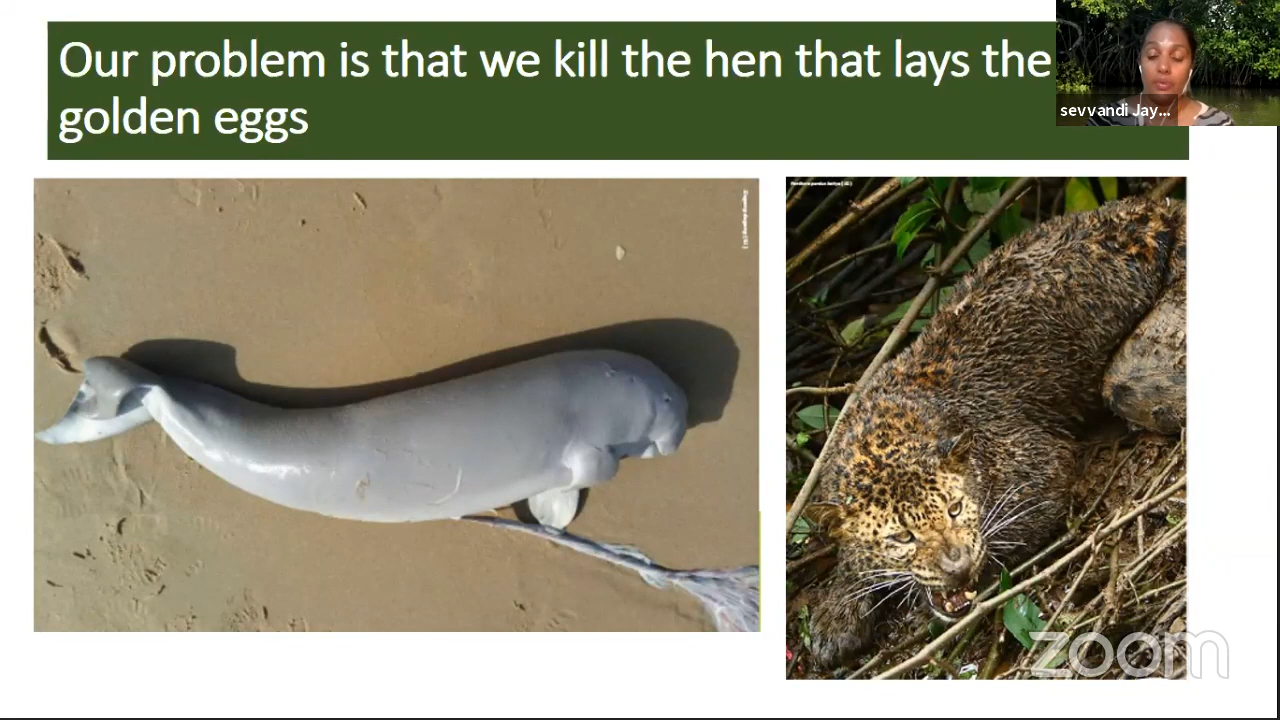 Our problem is that we kill the hen that lays the
golden eggs
sevvandi Jay...
zoom